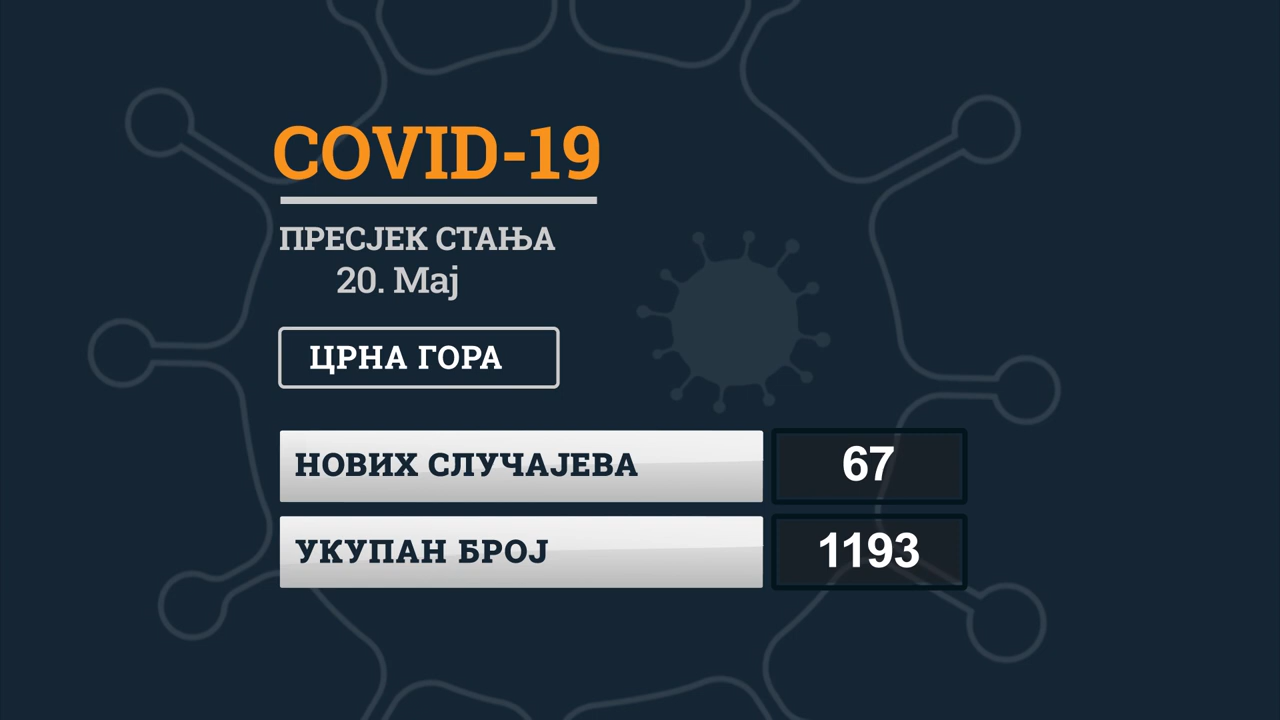 COVID-19
ПРЕСЈЕК СТАЊА
20. Мај
ЦРНА ГОРА
НОВИХ СЛУЧАЈЕВА 67
УКУПАН БРОЈ 1193